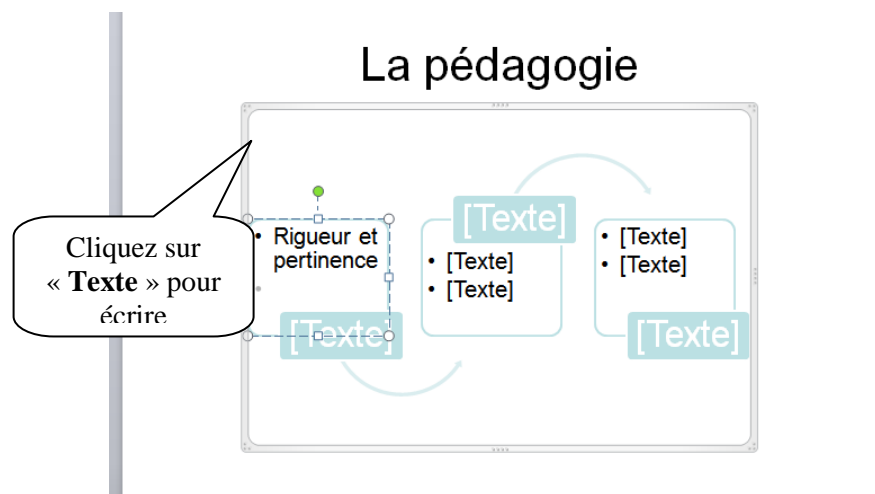 La pédagogie
Cliquez sur
« Texte » pour
écrire
• Rigueur et
pertinence
•
[Texte]
[Texte]
• [Texte]
• [Texte]
• [Texte]
• [Texte]
[Texte]